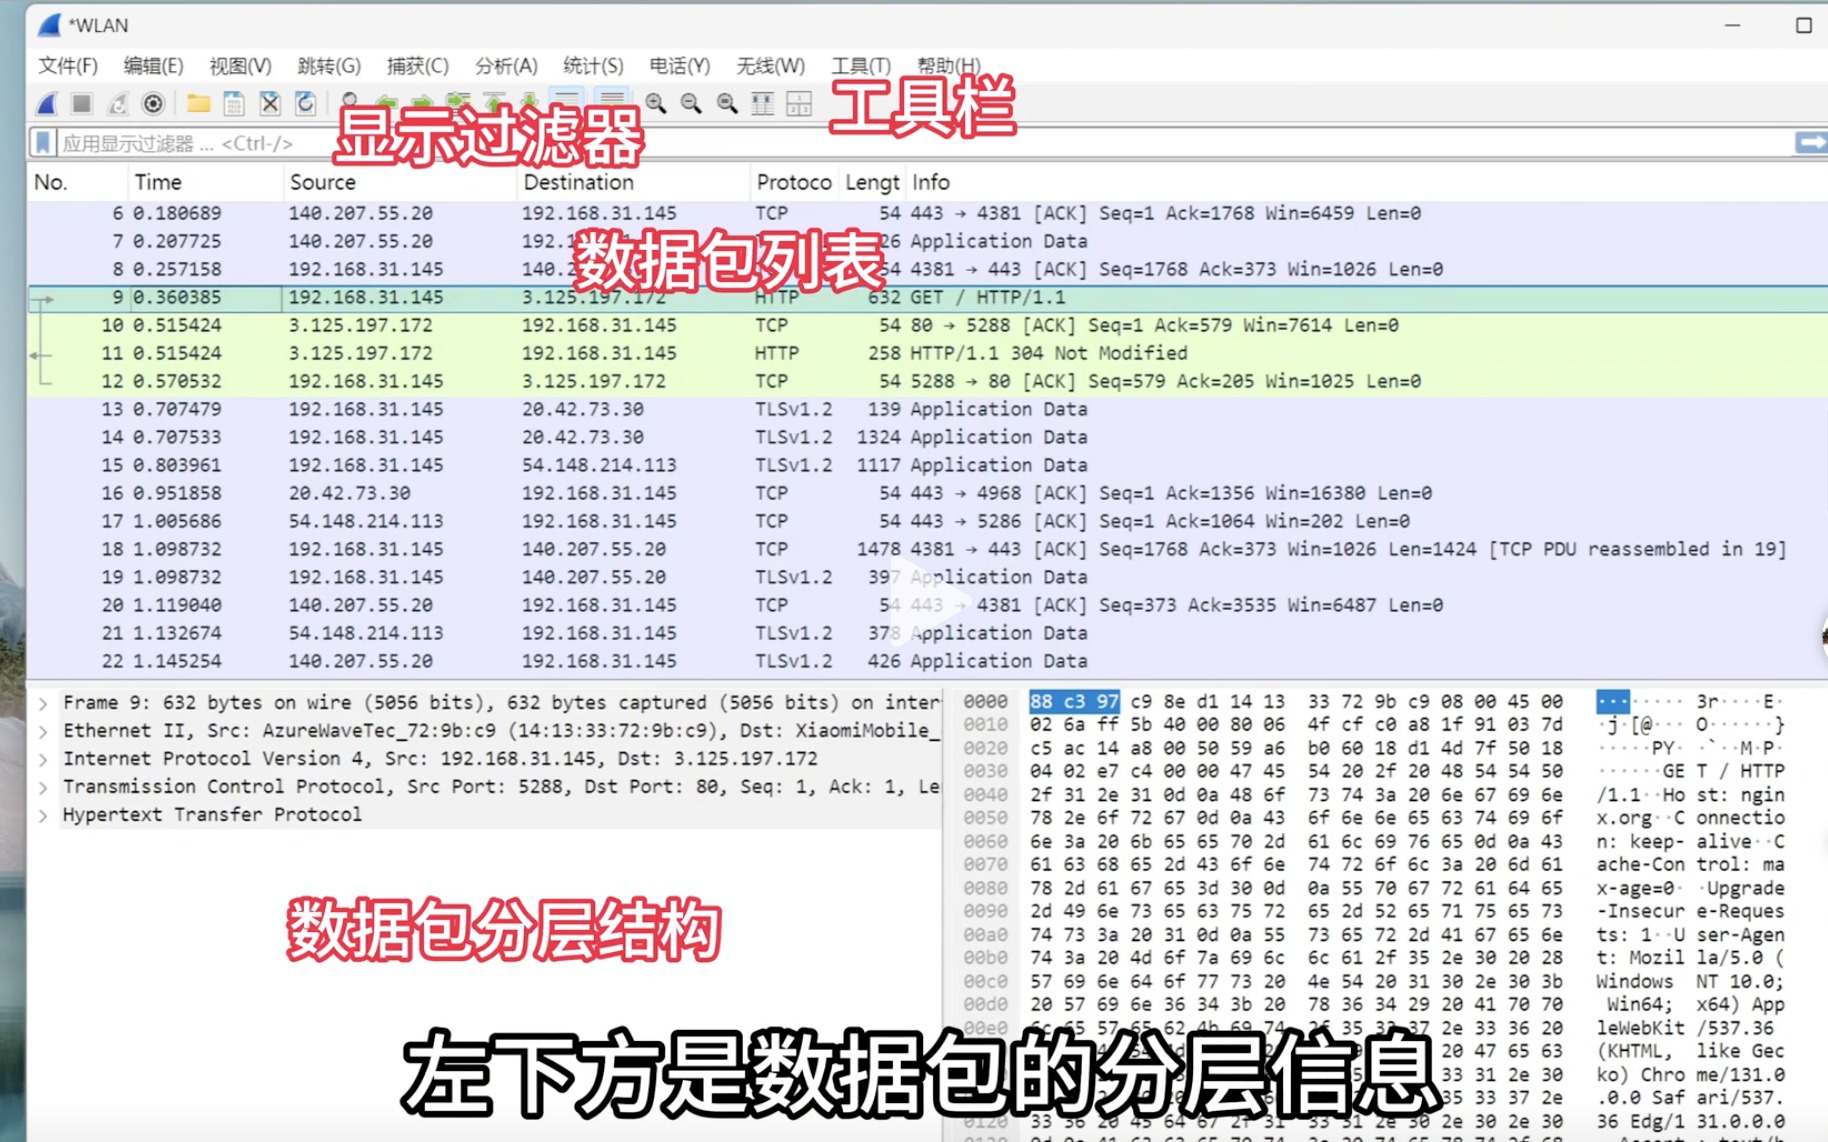 *WLAN
文件(F) 编辑(E) 视图(V) 跳转(G) 捕获(C) 分析(A) 统计(S) 电话(Y) 无线(W) 工具(T) 帮助(H)
工具栏
显示过滤器
应用显示过滤器 … <Ctrl-/>
No. Time Source Destination Protoco Lengt Info
6 0.180689 140.207.55.20 192.168.31.145 TCP 54 443 → 4381 [ACK] Seq=1 Ack=1768 Win=6459 Len=0
7 0.207725 140.207.55.20 Application Data
数据包列表
8 0.257158 192.168.31.145 4381 → 443 [ACK] Seq=1768 Ack=373 Win=1026 Len=0
9 0.360385 192.168.31.145 3.125.197.172 HTTP 632 GET / HTTP/1.1
10 0.515424 3.125.197.172 192.168.31.145 TCP 54 80 → 5288 [ACK] Seq=1 Ack=579 Win=7614 Len=0
11 0.515424 3.125.197.172 192.168.31.145 HTTP 258 HTTP/1.1 304 Not Modified
12 0.570532 192.168.31.145 3.125.197.172 TCP 54 5288 → 80 [ACK] Seq=579 Ack=205 Win=1025 Len=0
13 0.707479 192.168.31.145 20.42.73.30 TLSv1.2 139 Application Data
14 0.707533 192.168.31.145 20.42.73.30 TLSv1.2 1324 Application Data
15 0.803961 192.168.31.145 54.148.214.113 TLSv1.2 1117 Application Data
16 0.951858 20.42.73.30 192.168.31.145 TCP 54 443 → 4968 [ACK] Seq=1 Ack=1356 Win=16380 Len=0
17 1.005686 54.148.214.113 192.168.31.145 TCP 54 443 → 5286 [ACK] Seq=1 Ack=1064 Win=202 Len=0
18 1.098732 192.168.31.145 140.207.55.20 TCP 1478 4381 → 443 [ACK] Seq=1768 Ack=373 Win=1026 Len=1424 [TCP PDU reassembled in 19]
19 1.098732 192.168.31.145 140.207.55.20 TLSv1.2 397 Application Data
20 1.119040 140.207.55.20 192.168.31.145 TCP 54 443 → 4381 [ACK] Seq=373 Ack=3535 Win=6487 Len=0
21 1.132674 54.148.214.113 192.168.31.145 TLSv1.2 378 Application Data
22 1.145254 140.207.55.20 192.168.31.145 TLSv1.2 426 Application Data
Frame 9: 632 bytes on wire (5056 bits), 632 bytes captured (5056 bits) on inter
Ethernet II, Src: AzureWaveTec_72:9b:c9 (14:13:33:72:9b:c9), Dst: XiaomiMobile_
Internet Protocol Version 4, Src: 192.168.31.145, Dst: 3.125.197.172
Transmission Control Protocol, Src Port: 5288, Dst Port: 80, Seq: 1, Ack: 1, Le
Hypertext Transfer Protocol
数据包分层结构
0000 88 c3 97 c9 8e d1 14 13 33 72 9b c9 08 00 45 00 ········ 3r····E·
0010 02 6a ff 5b 40 00 80 06 4f cf c0 a8 1f 91 03 7d ·j·[@··· O······}
0020 c5 ac 14 a8 00 50 59 a6 b0 60 18 d1 4d 7f 50 18 ·····PY· ·`··M·P·
0030 04 02 e7 c4 00 00 47 45 54 20 2f 20 48 54 54 50 ······GE T / HTTP
0040 2f 31 2e 31 0d 0a 48 6f 73 74 3a 20 6e 67 69 6e /1.1··Ho st: ngin
0050 78 2e 6f 72 67 0d 0a 43 6f 6e 6e 65 63 74 69 6f x.org··C onnectio
0060 6e 3a 20 6b 65 65 70 2d 61 6c 69 76 65 0d 0a 43 n: keep- alive··C
0070 61 63 68 65 2d 43 6f 6e 74 72 6f 6c 3a 20 6d 61 ache-Con trol: ma
0080 78 2d 61 67 65 3d 30 0d 0a 55 70 67 72 61 64 65 x-age=0· ·Upgrade
0090 2d 49 6e 73 65 63 75 72 65 2d 52 65 71 75 65 73 -Insecur e-Reques
00a0 74 73 3a 20 31 0d 0a 55 73 65 72 2d 41 67 65 6e ts: 1··U ser-Agen
00b0 74 3a 20 4d 6f 7a 69 6c 6c 61 2f 35 2e 30 20 28 t: Mozil la/5.0 (
00c0 57 69 6e 64 6f 77 73 20 4e 54 20 31 30 2e 30 3b Windows NT 10.0;
00d0 20 57 69 6e 36 34 3b 20 78 36 34 29 20 41 70 70 Win64; x64) App
00e0 2e 33 36 20 leWebKit /537.36
20 47 65 63 (KHTML, like Gec
33 31 2e 30 ko) Chro me/131.0
35 33 37 2e .0.0 Saf ari/537.
36 Edg/1 31.0.0.0
左下方是数据包的分层信息